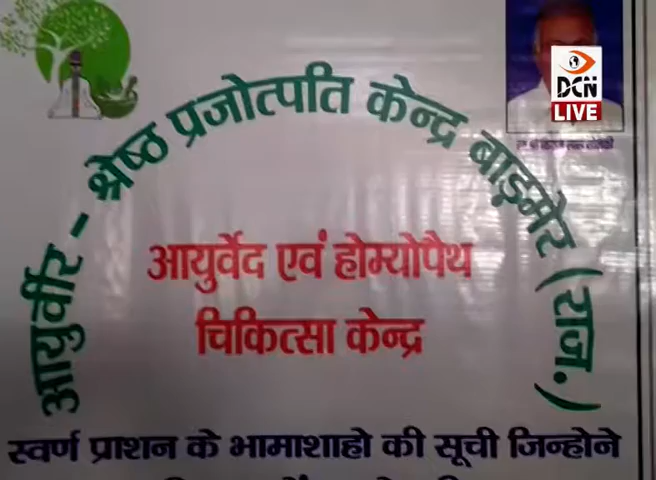 DCN
LIVE
आयुर्वीर - श्रेष्ठ प्रजोत्पति केन्द्र बाड़मेर (राज.)
आयुर्वेद एवं होम्योपैथ
चिकित्सा केन्द्र
स्वर्ण प्राशन के भामाशाहो की सूची जिन्होने